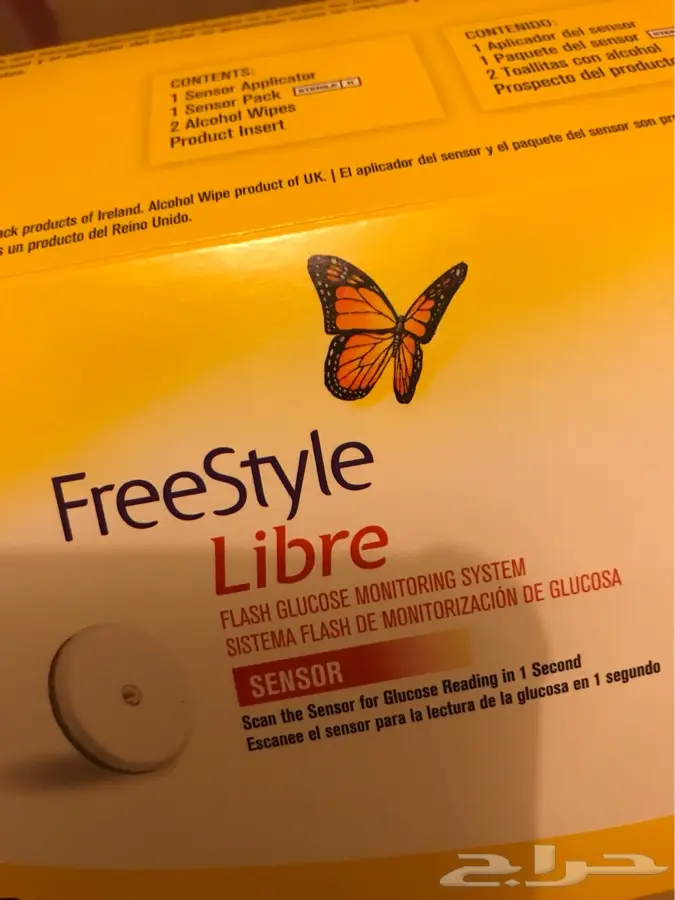 CONTENTS:
1 Sensor Applicator
1 Sensor Pack STERILE R
2 Alcohol Wipes
Product Insert
CONTENIDO:
1 Aplicador del sensor
1 Paquete del sensor
2 Toallitas con alcohol
Prospecto del producto
products of Ireland. Alcohol Wipe product of UK. | El aplicador del sensor y el paquete del sensor son
un producto del Reino Unido.
FreeStyle
Libre
FLASH GLUCOSE MONITORING SYSTEM
SISTEMA FLASH DE MONITORIZACIÓN DE GLUCOSA
SENSOR
Scan the Sensor for Glucose Reading in 1 Second
Escanee el sensor para la lectura de la glucosa en 1 segundo
حراج